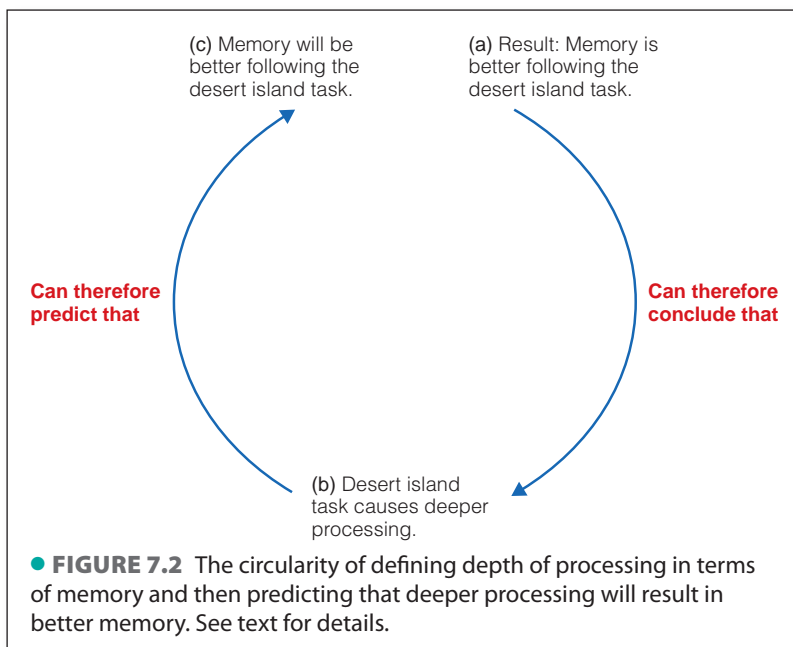 (c) Memory will be
better following the
desert island task.
(a) Result: Memory is
better following the
desert island task.
Can therefore
predict that
Can therefore
conclude that
(b) Desert island
task causes deeper
processing.
● FIGURE 7.2 The circularity of defining depth of processing in terms
of memory and then predicting that deeper processing will result in
better memory. See text for details.